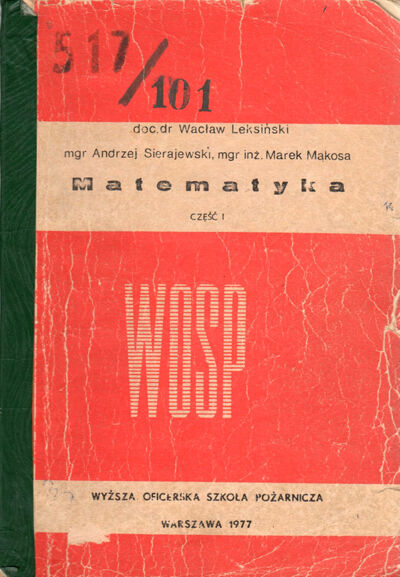 517/101
doc.dr Wacław Leksiński
mgr Andrzej Sierajewski, mgr inż. Marek Mąkosa
Matematyka
CZĘŚĆ I
WOSP
WYŻSZA OFICERSKA SZKOŁA POŻARNICZA
WARSZAWA 1977